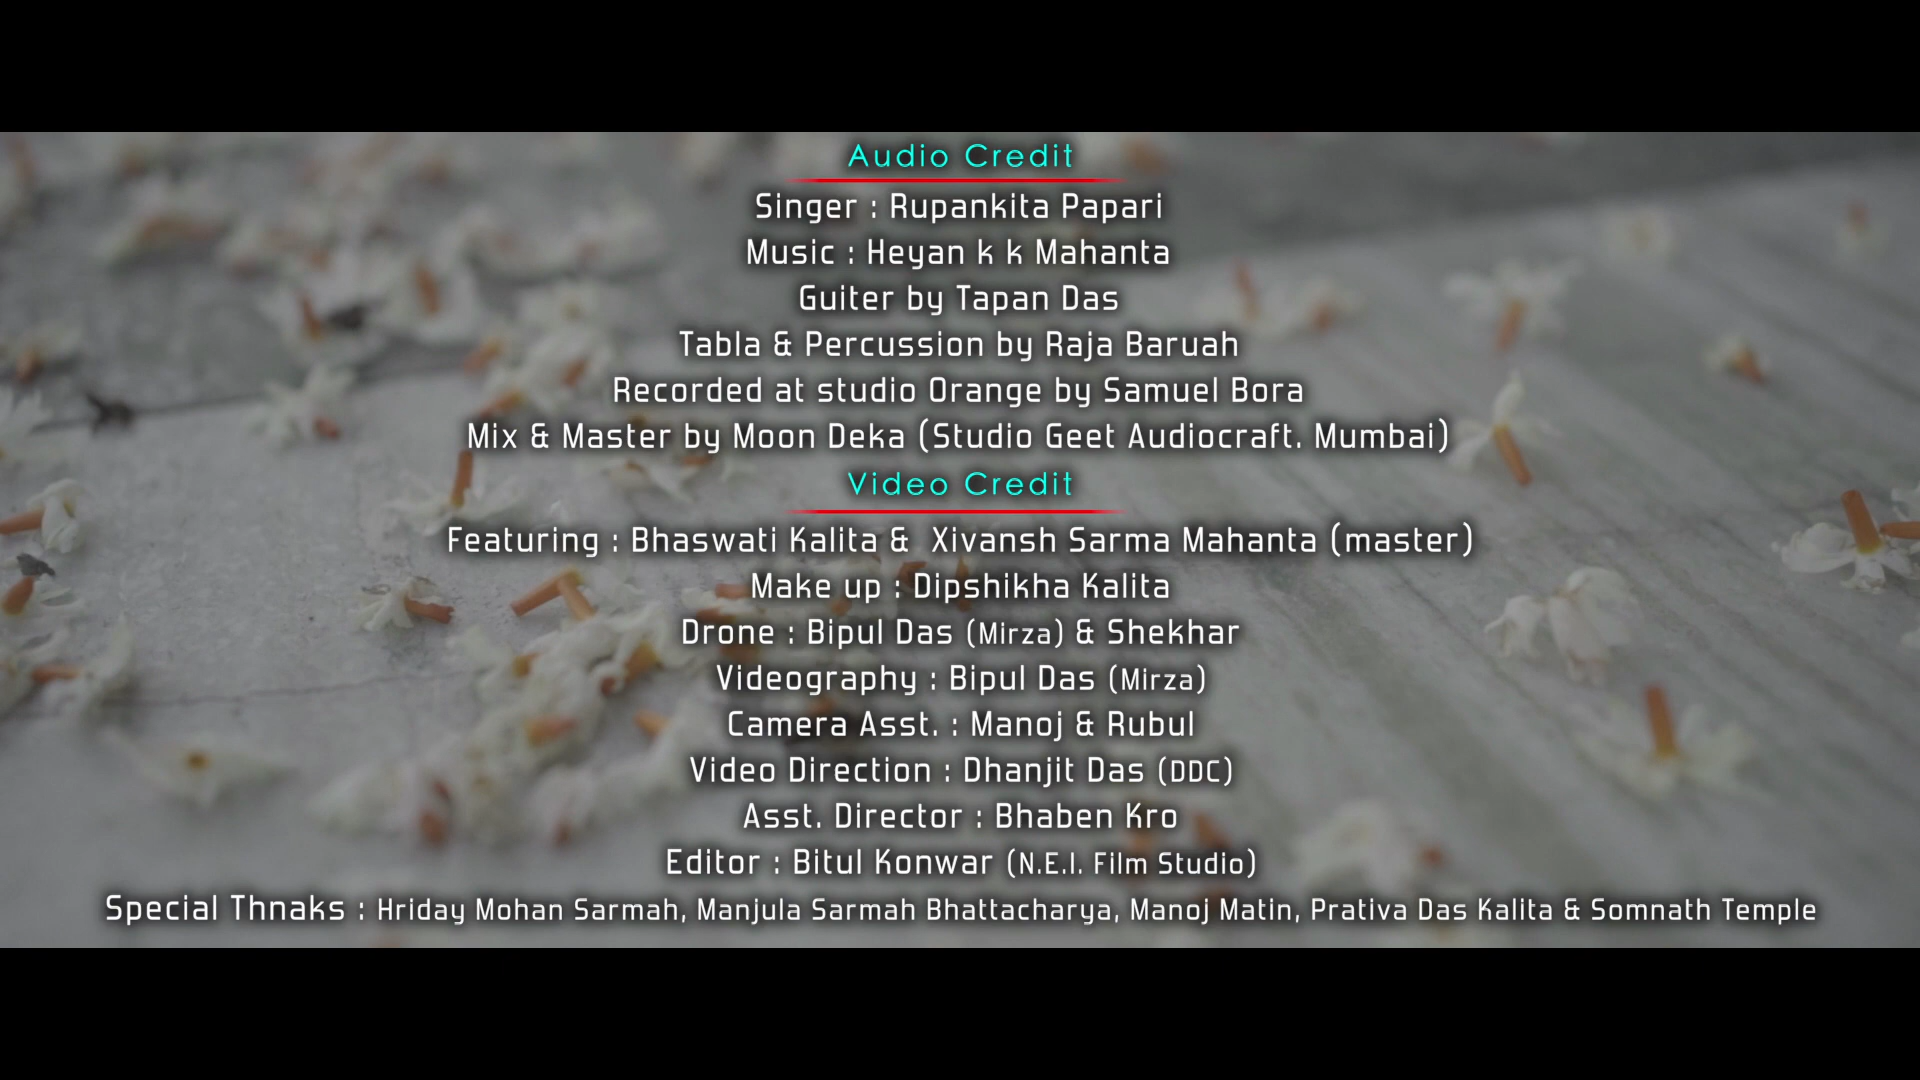 Audio Credit
Singer : Rupankita Papari
Music : Heyan k k Mahanta
Guiter by Tapan Das
Tabla & Percussion by Raja Baruah
Recorded at studio Orange by Samuel Bora
Mix & Master by Moon Deka (Studio Geet Audiocraft. Mumbai)
Video Credit
Featuring : Bhaswati Kalita & Xivansh Sarma Mahanta (master)
Make up : Dipshikha Kalita
Drone : Bipul Das (Mirza) & Shekhar
Videography : Bipul Das (Mirza)
Camera Asst. : Manoj & Rubul
Video Direction : Dhanjit Das (DDC)
Asst. Director : Bhaben Kro
Editor : Bitul Konwar (N.E.I. Film Studio)
Special Thnaks : Hriday Mohan Sarmah, Manjula Sarmah Bhattacharya, Manoj Matin, Prativa Das Kalita & Somnath Temple